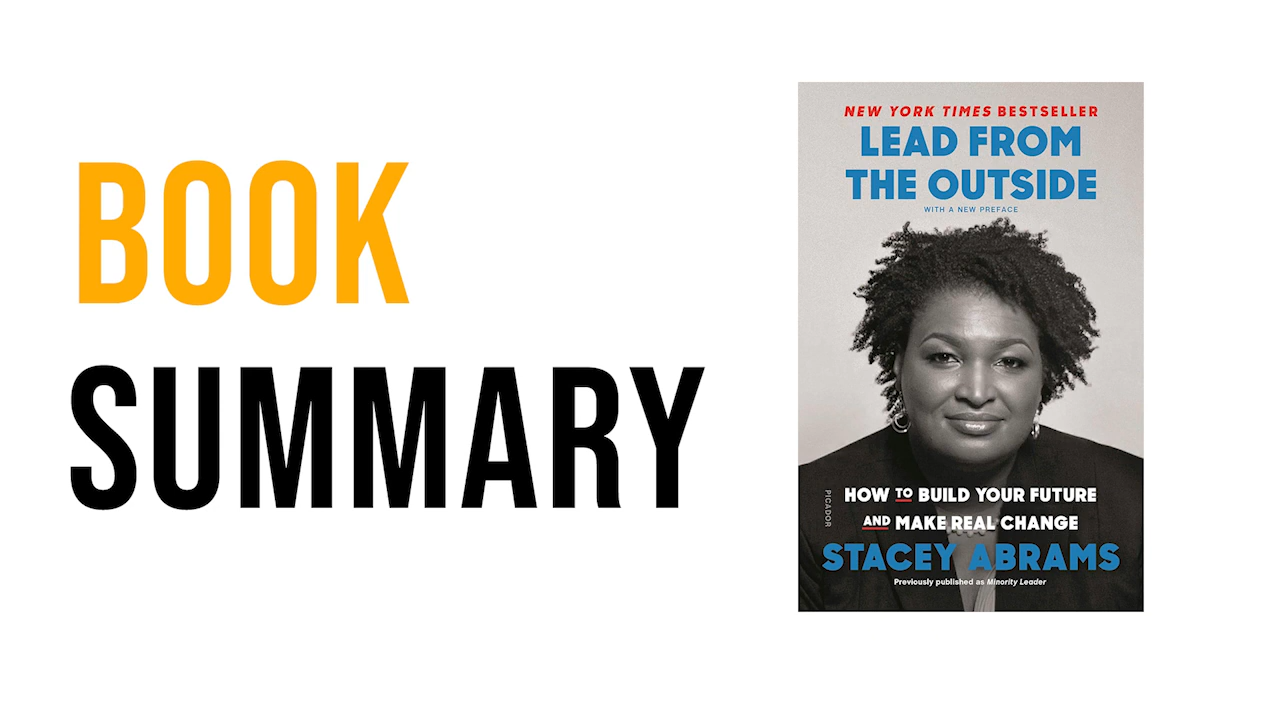 BOOK
SUMMARY
NEW YORK TIMES BESTSELLER
LEAD FROM
THE OUTSIDE
WITH A NEW PREFACE
PICADOR
HOW TO BUILD YOUR FUTURE
AND MAKE REAL CHANGE
STACEY ABRAMS
Previously published as Minority Leader